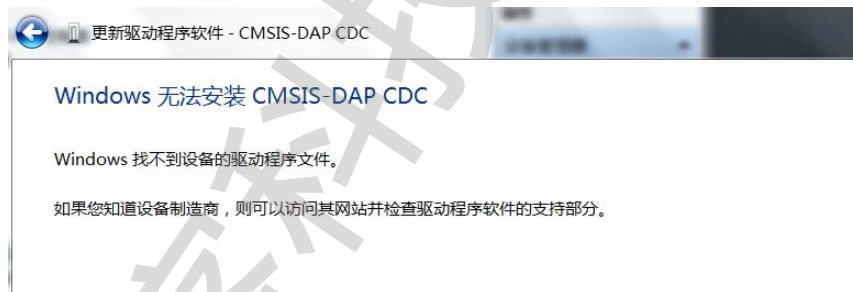 更新驱动程序软件 - CMSIS-DAP CDC
Windows 无法安装 CMSIS-DAP CDC
Windows 找不到设备的驱动程序文件。
如果您知道设备制造商，则可以访问其网站并检查驱动程序软件的支持部分。